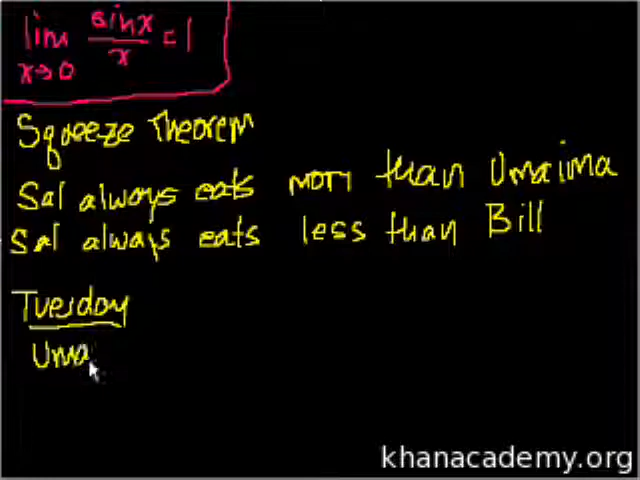 lim sinx/x = 1
x→0
Squeeze Theorem
Sal always eats more than Umaima
Sal always eats less than Bill
Tuesday
Uma
khanacademy.org